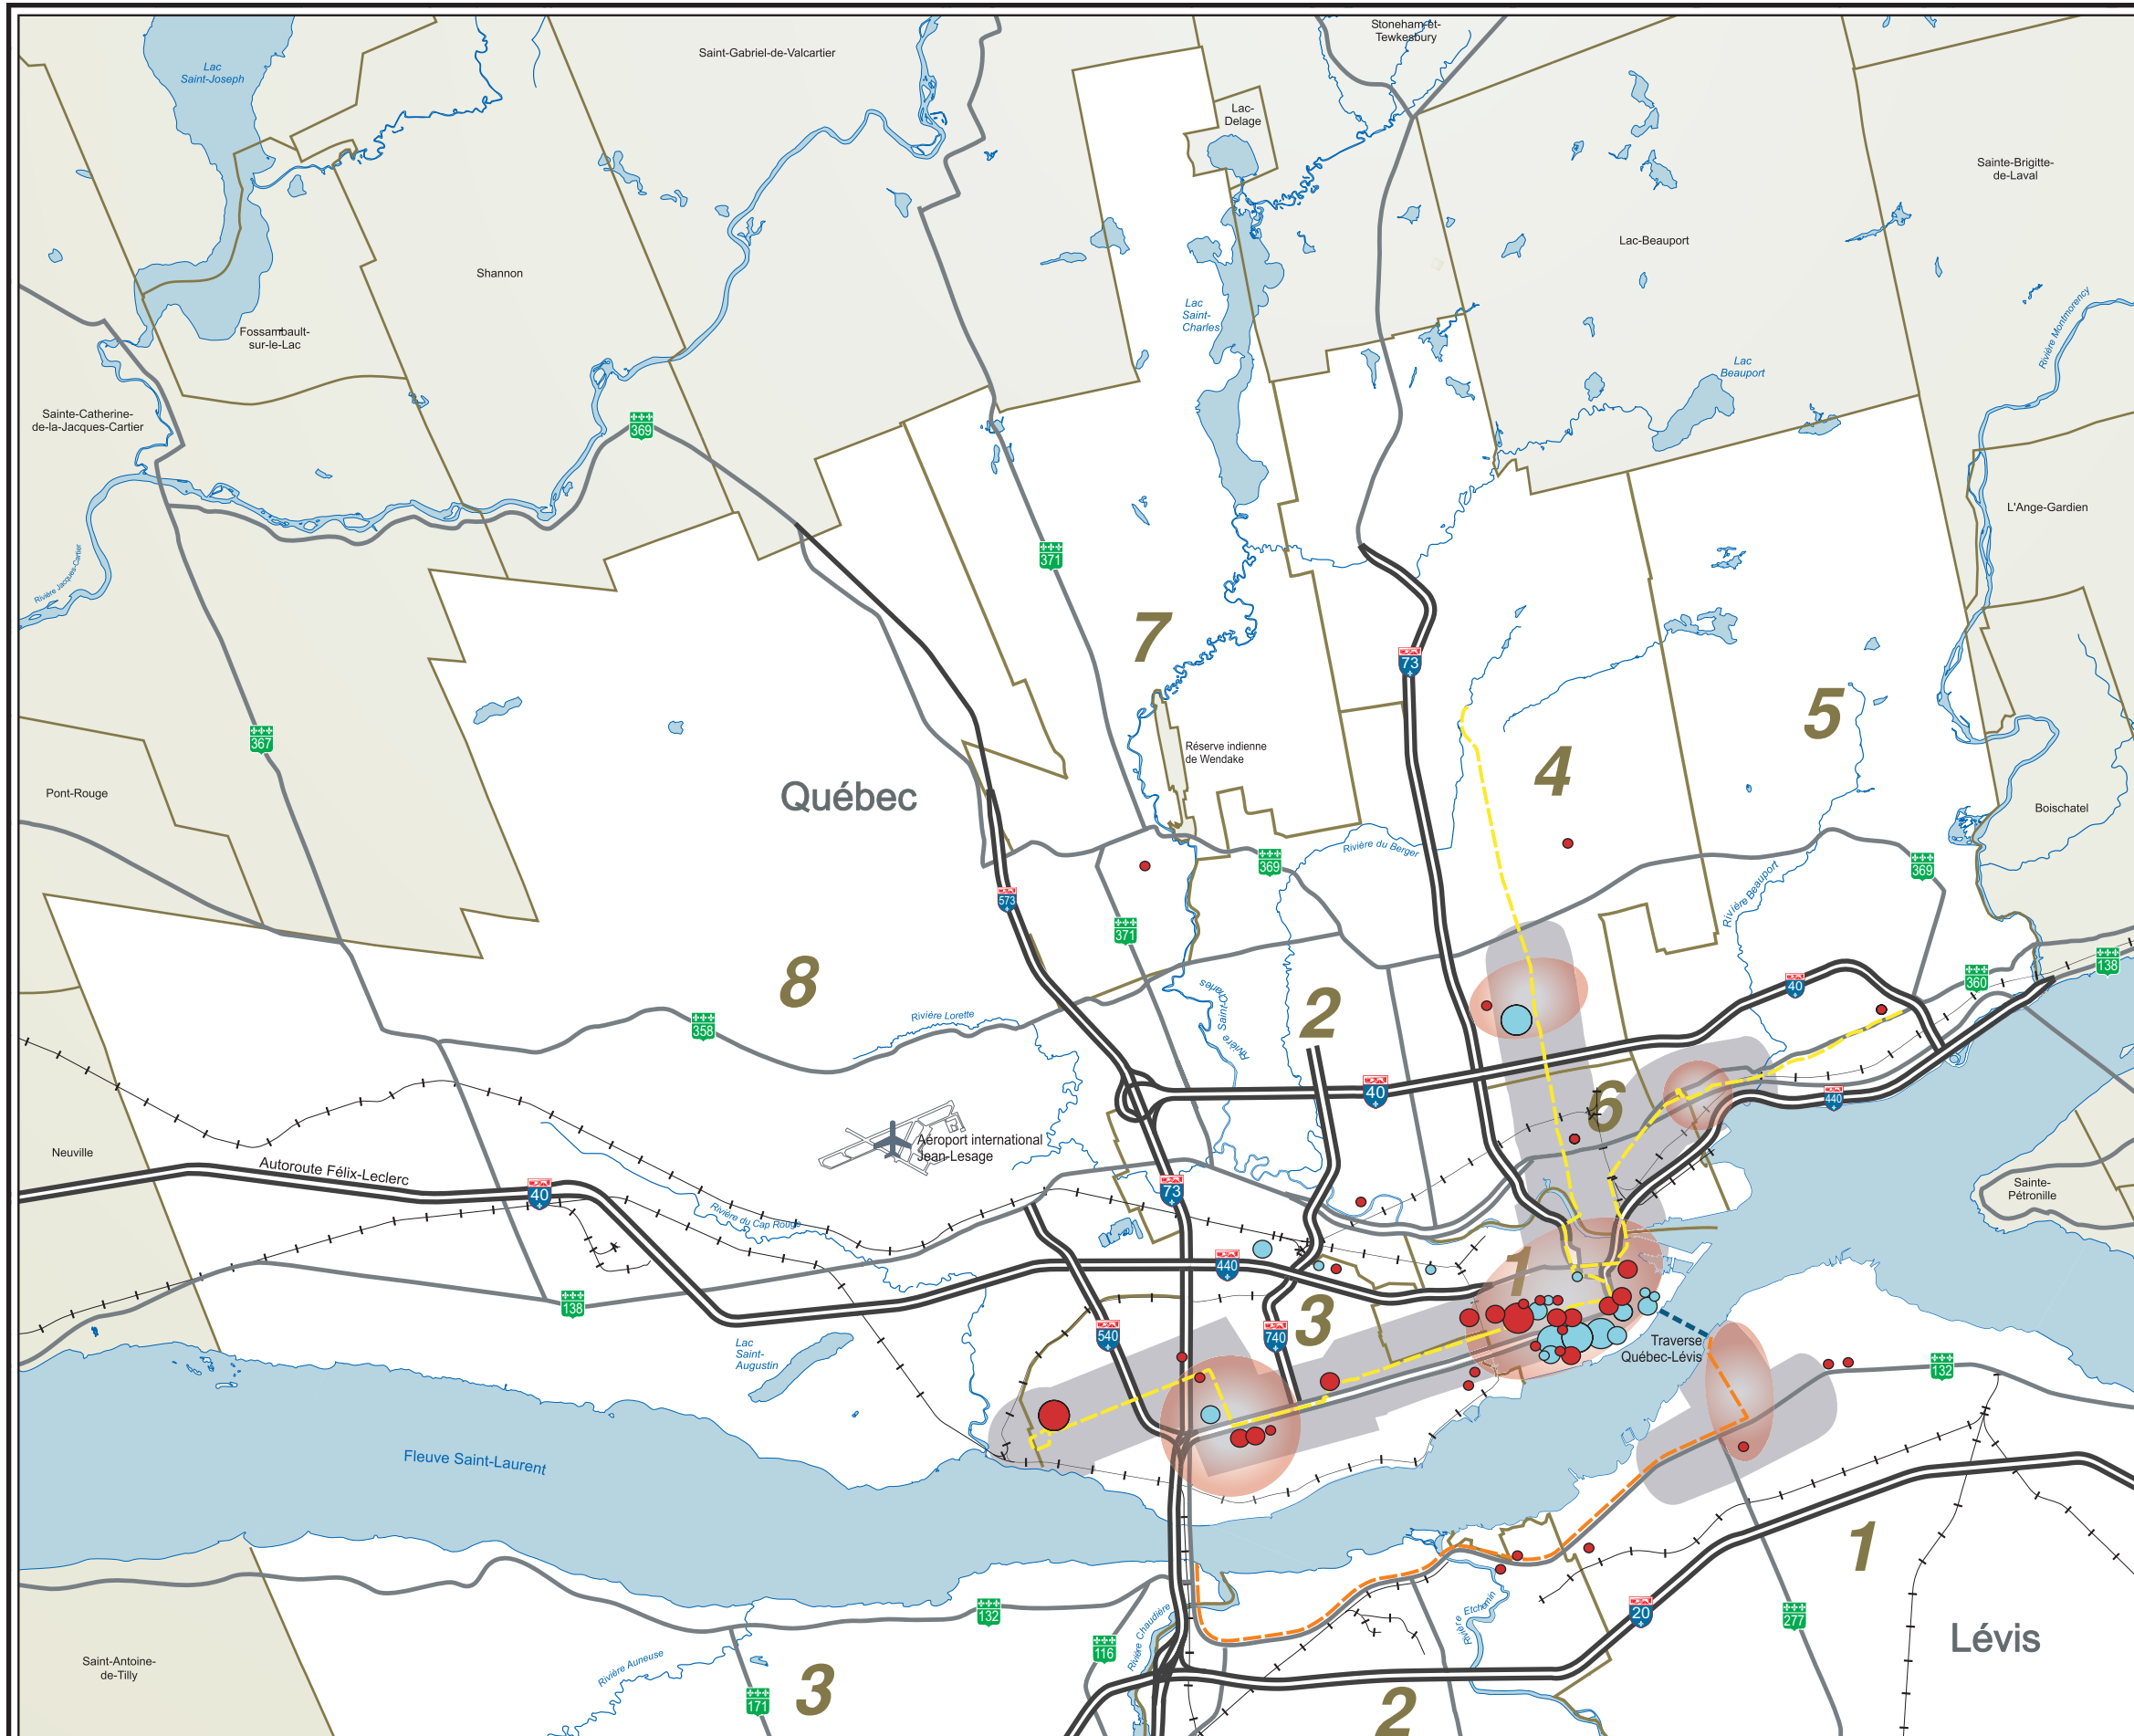 Stoneham-et-
Tewkesbury
Saint-Gabriel-de-Valcartier
Lac
Saint-Joseph
Lac-
Delage
Sainte-Brigitte-
de-Laval
Lac-Beauport
Shannon
Lac
Saint-
Charles
Rivière Montmorency
Fossambault-
sur-le-Lac
Lac
Beauport
Sainte-Catherine-
de-la-Jacques-Cartier
369
L'Ange-Gardien
371
Rivière Jacques-Cartier
7
73
5
367
Réserve indienne
de Wendake
4
Québec
Pont-Rouge
Boischatel
Rivière du Berger
369
369
573
Rivière Beauport
371
138
360
8
40
2
Rivière Saint-Charles
Rivière Lorette
358
40
440
6
Aéroport international
Jean-Lesage
Neuville
Autoroute Félix-Leclerc
40
73
Sainte-
Pétronille
Rivière du Cap Rouge
440
1
138
3
540
740
Traverse
Québec-Lévis
Lac
Saint-
Augustin
132
Fleuve Saint-Laurent
1
132
20
277
Rivière Etchemin
Rivière Chaudière
116
Lévis
Saint-Antoine-
de-Tilly
Rivière Auneuse
3
171
2